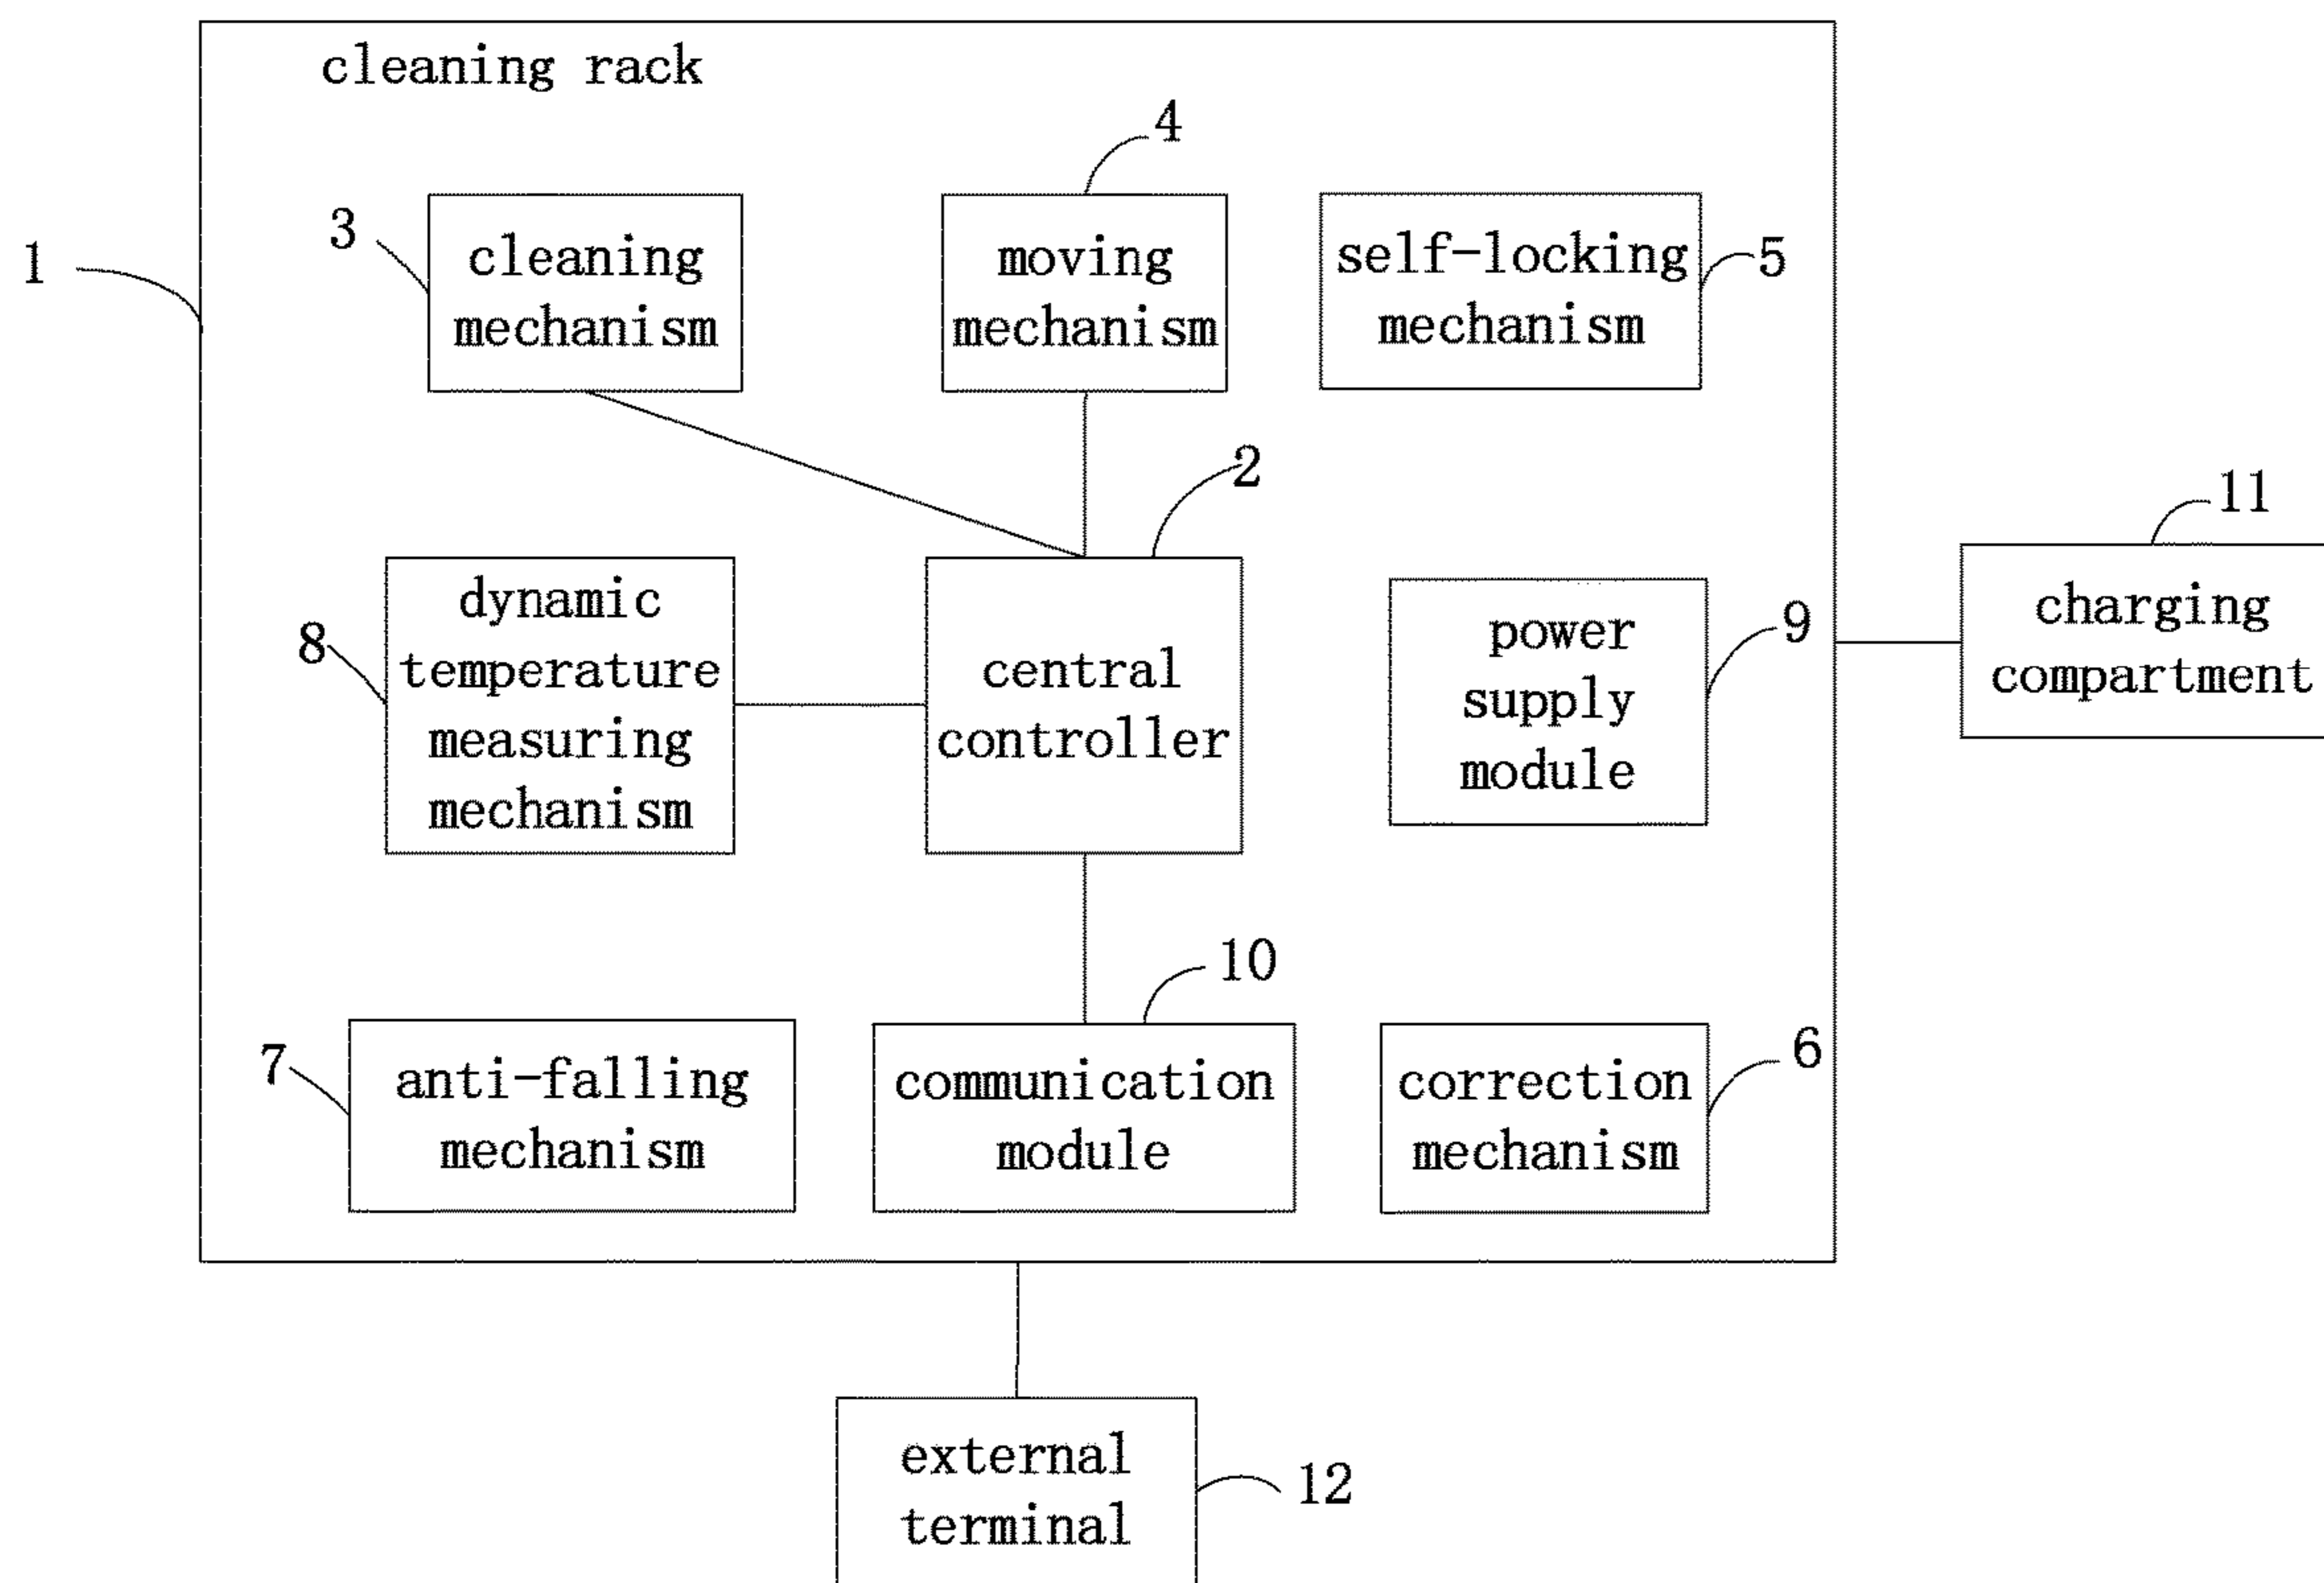 cleaning rack
4
3
cleaning
mechanism
moving
mechanism
self-locking
mechanism
5
1
2
11
8
dynamic
temperature
measuring
mechanism
central
controller
power
supply
module
9
charging
compartment
10
7
anti-falling
mechanism
communication
module
correction
mechanism
6
external
terminal
12